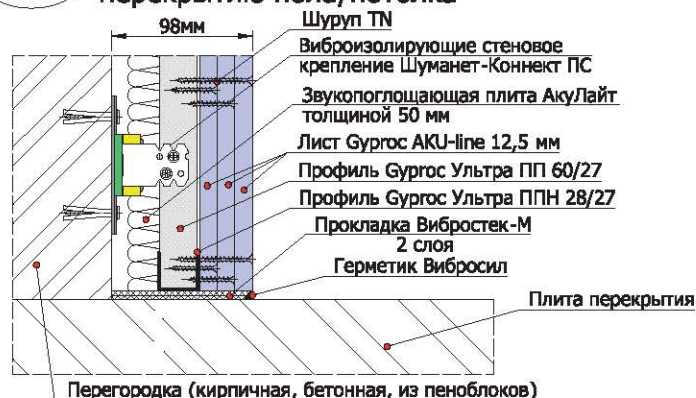 перекрытию пола/потолка
98мм
Шуруп TN
Виброизолирующие стеновое
крепление Шуманет-Коннект ПС
Звукопоглощающая плита АкуЛайт
толщиной 50 мм
Лист Gyproc AKU-line 12,5 мм
Профиль Gyproc Ультра ПП 60/27
Профиль Gyproc Ультра ППН 28/27
Прокладка Вибростек-М
2 слоя
Герметик Вибросил
Плита перекрытия
Перегородка (кирпичная, бетонная, из пеноблоков)